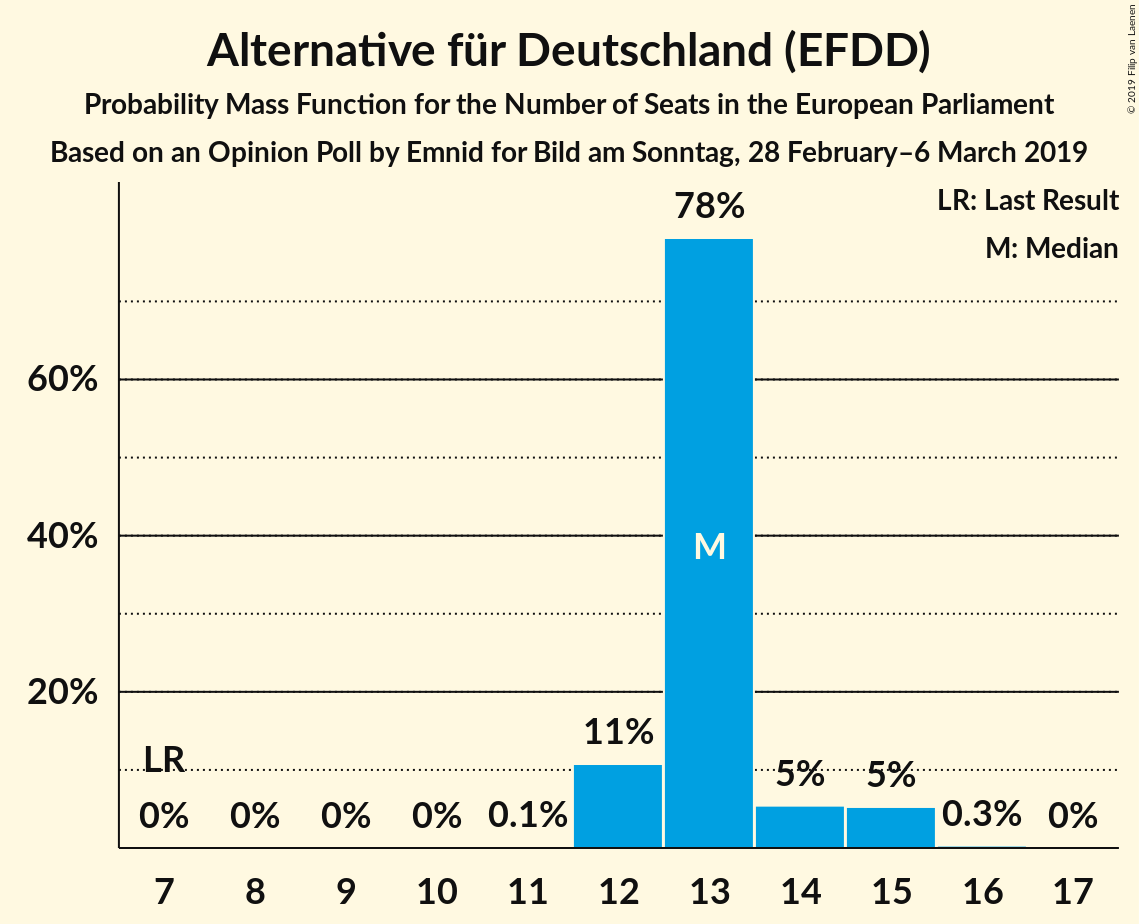 Alternative für Deutschland (EFDD)
Probability Mass Function for the Number of Seats in the European Parliament
Based on an Opinion Poll by Emnid for Bild am Sonntag, 28 February–6 March 2019
© 2019 Filip van Laenen
LR: Last Result
M: Median
78%
60%
40%
M
20%
11%
LR
5%
5%
0%
0%
0%
0%
0.1%
0.3%
0%
7 8 9 10 11 12 13 14 15 16 17